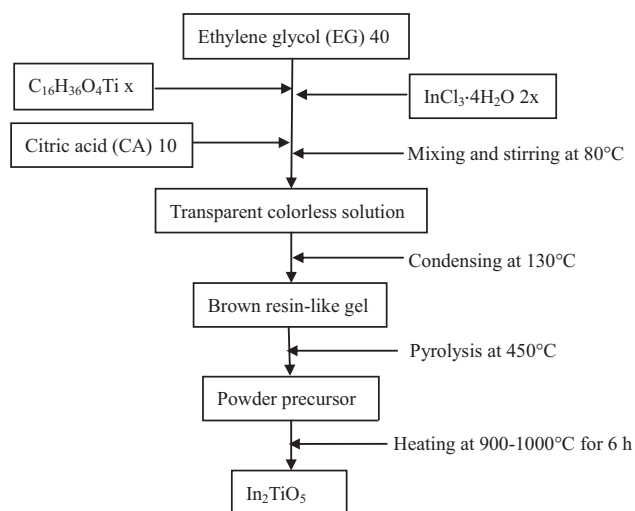 Ethylene glycol (EG) 40
C₁₆H₃₆O₄Ti x
InCl₃·4H₂O 2x
Citric acid (CA) 10
Mixing and stirring at 80°C
Transparent colorless solution
Condensing at 130°C
Brown resin-like gel
Pyrolysis at 450°C
Powder precursor
Heating at 900-1000°C for 6 h
In₂TiO₅